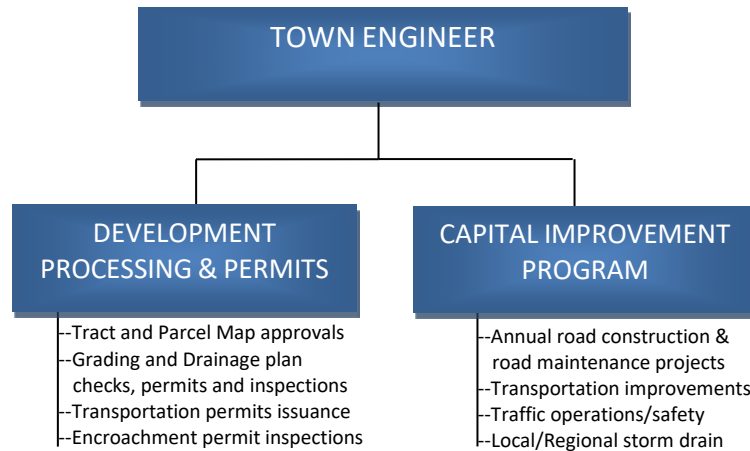 TOWN ENGINEER
DEVELOPMENT
PROCESSING & PERMITS
--Tract and Parcel Map approvals
--Grading and Drainage plan
checks, permits and inspections
--Transportation permits issuance
--Encroachment permit inspections
CAPITAL IMPROVEMENT
PROGRAM
--Annual road construction &
road maintenance projects
--Transportation improvements
--Traffic operations/safety
--Local/Regional storm drain